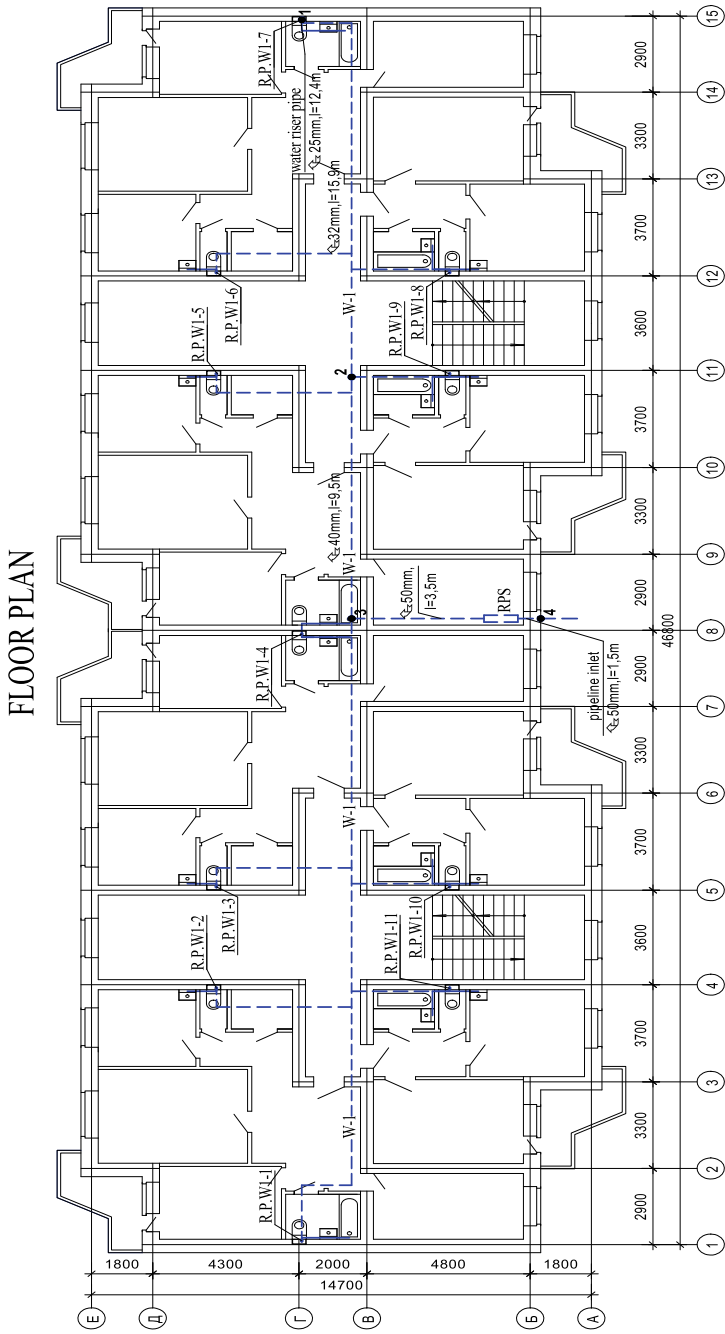 FLOOR PLAN
R.P.W1-1
R.P.W1-2
R.P.W1-3
R.P.W1-4
R.P.W1-5
R.P.W1-6
R.P.W1-7
water riser pipe
25mm,l=12,4m
32mm,l=15,9m
40mm,l=9,5m
W-1
W-1
W-1
W-1
1
2
3
4
R.P.W1-11
R.P.W1-10
R.P.W1-9
R.P.W1-8
50mm,
l=3,5m
RPS
pipeline inlet
50mm,l=1,5m
1800
4300
2000
4800
1800
14700
Е
Д
Г
В
Б
А
2900
3300
3700
3600
3700
3300
2900
2900
3300
3700
3600
3700
3300
2900
46800
1
2
3
4
5
6
7
8
9
10
11
12
13
14
15